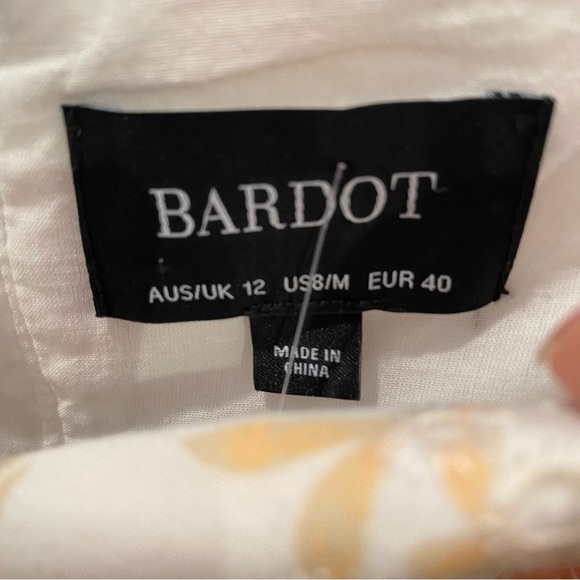 BARDOT
AUS/UK 12 US8/M EUR 40
MADE IN
CHINA